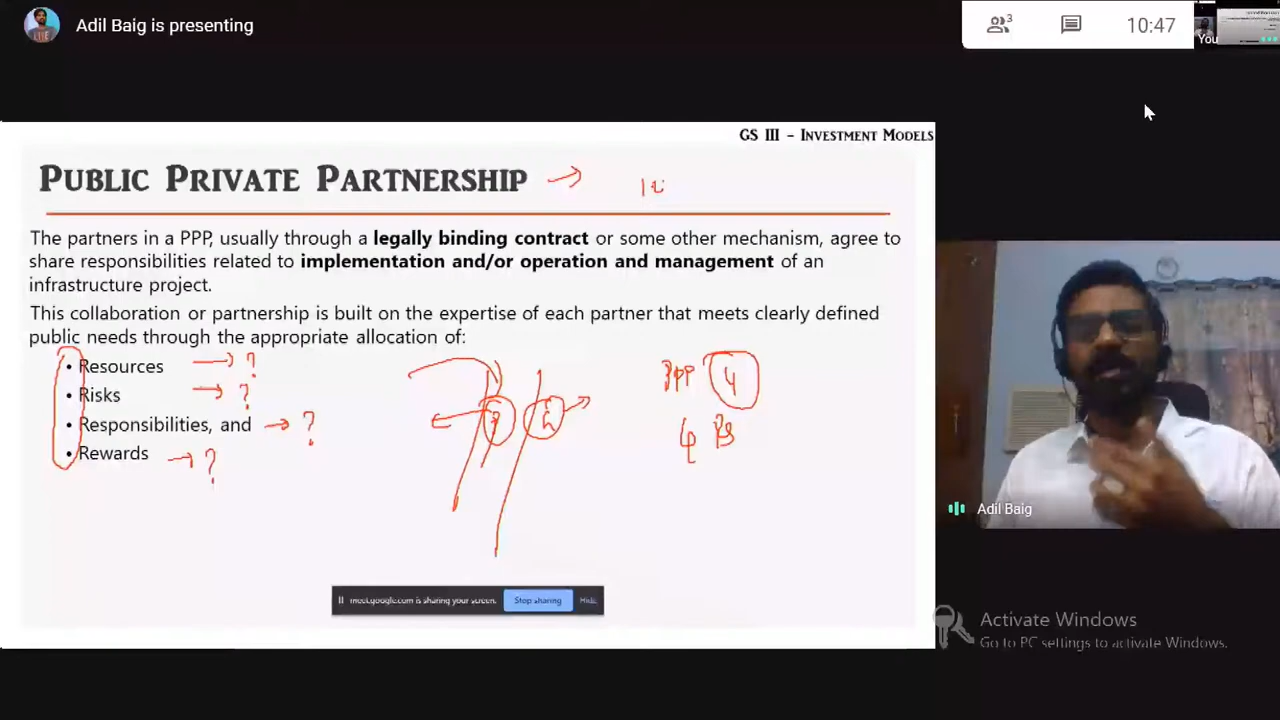 Adil Baig is presenting
3
10:47
You
GS III – Investment Models
Public Private Partnership →
The partners in a PPP, usually through a legally binding contract or some other mechanism, agree to
share responsibilities related to implementation and/or operation and management of an
infrastructure project.
This collaboration or partnership is built on the expertise of each partner that meets clearly defined
public needs through the appropriate allocation of:
• Resources → ?
• Risks → ?
• Responsibilities, and → ?
• Rewards → ?
PPP 4
4 Rs
meet.google.com is sharing your screen.
Stop sharing
Hide
Adil Baig
Activate Windows
Go to PC settings to activate Windows.